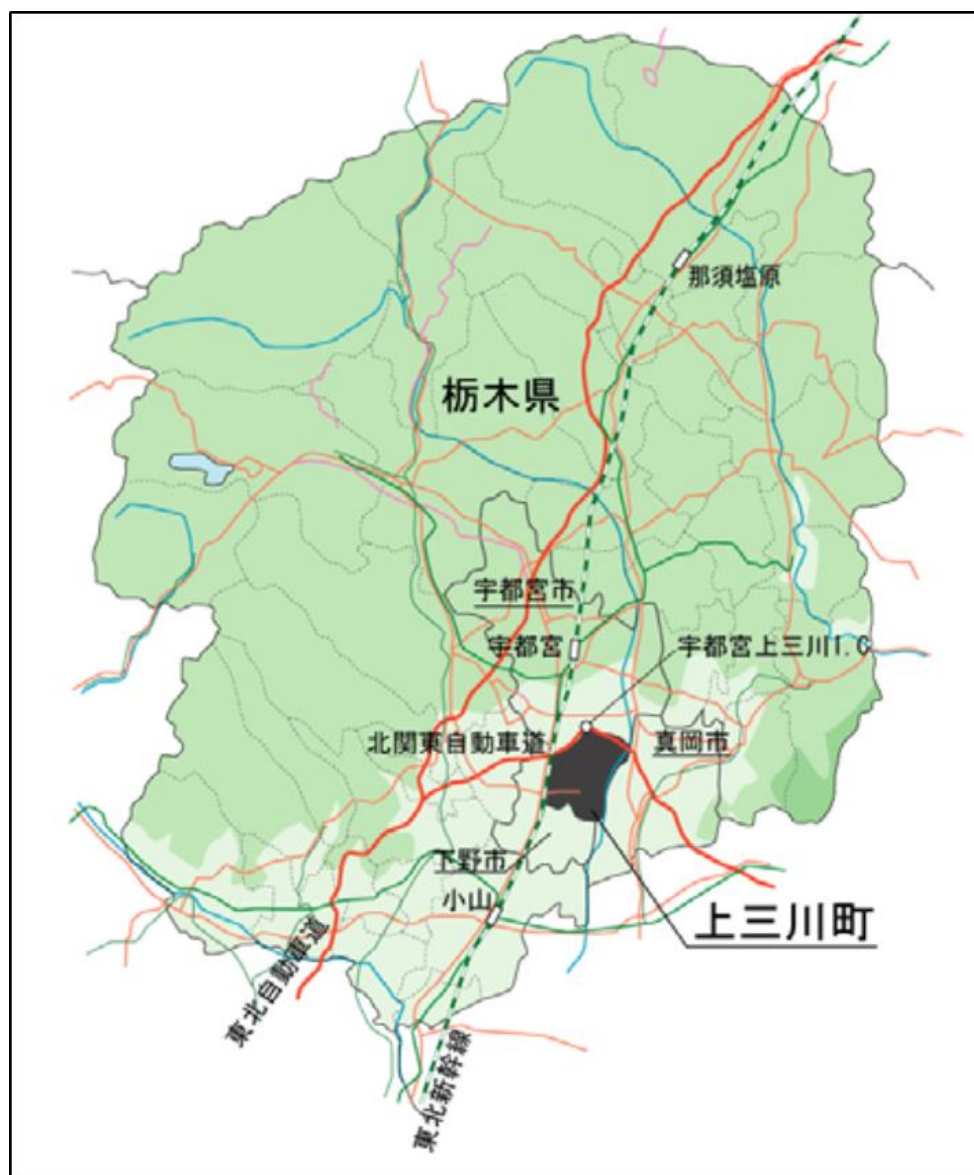 那須塩原
栃木県
宇都宮市
宇都宮
宇都宮上三川I.C
北関東自動車道
真岡市
下野市
小山
上三川町
東北自動車道
東北新幹線